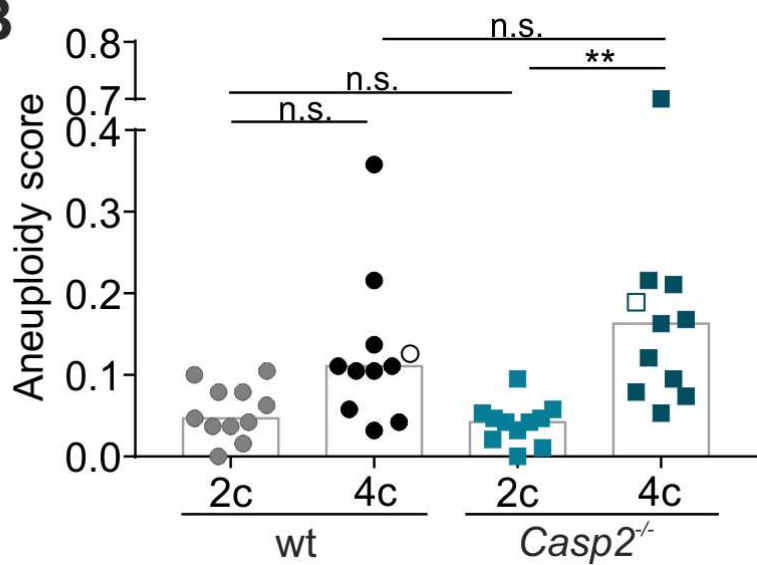 B
n.s.
0.8
**
n.s.
0.7
n.s.
0.4
Aneuploidy score
0.3
0.2
0.1
0.0
2c 4c 2c 4c
wt Casp2-/-